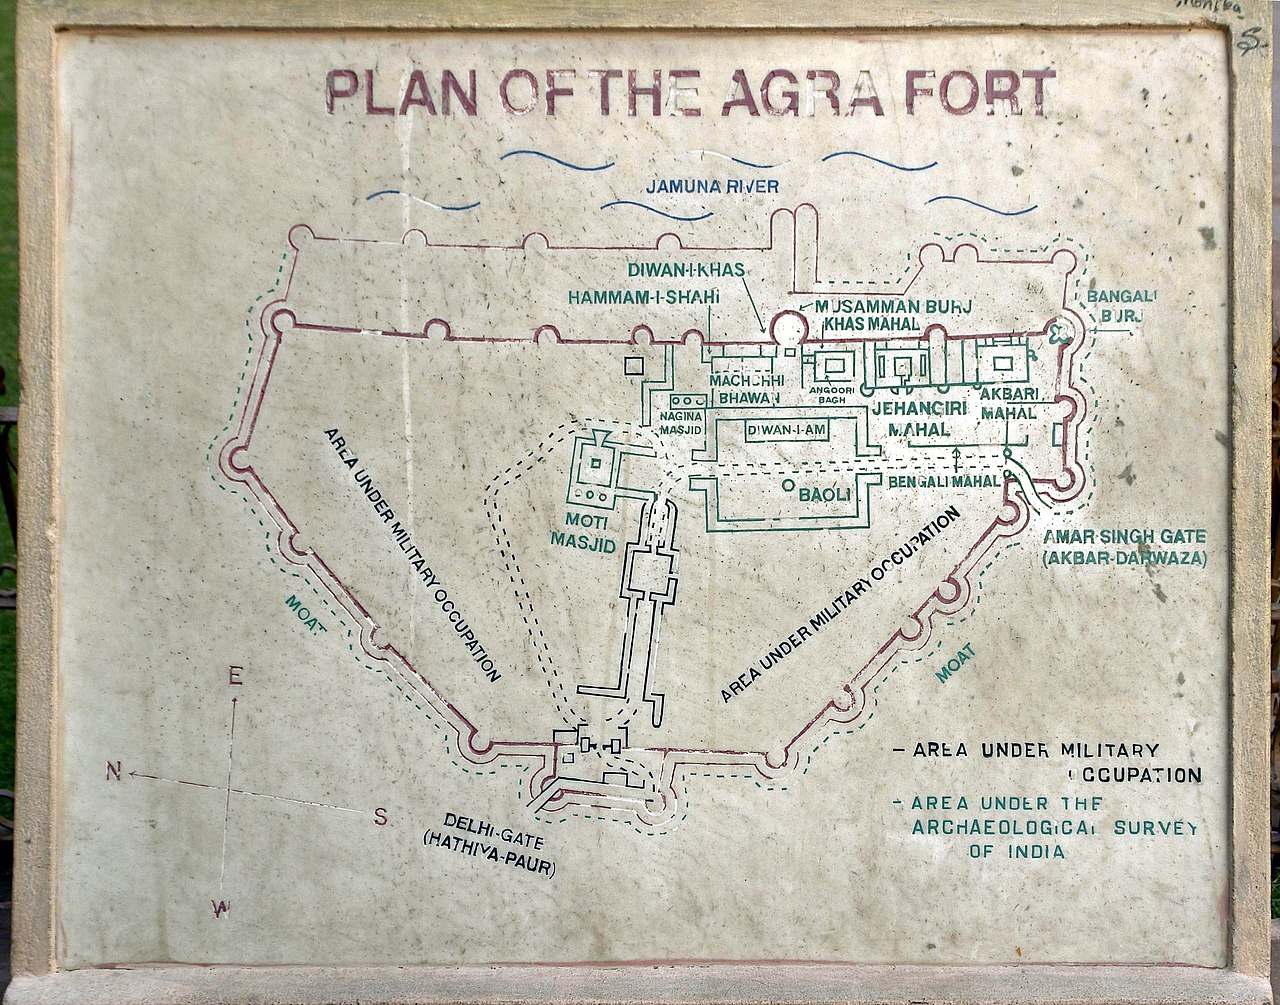 PLAN OF THE AGRA FORT
JAMUNA RIVER
DIWAN-I-KHAS
HAMMAM-I-SHAHI
MUSAMMAN BURJ
KHAS MAHAL
BANGALI
BURJ
MACHCHHI
BHAWAN
ANGOORI
BAGH
NAGINA
MASJID
JEHANGIRI
MAHAL
AKBARI
MAHAL
DIWAN-I-AM
BENGALI MAHAL
BAOLI
MOTI
MASJID
AREA UNDER MILITARY OCCUPATION
AREA UNDER MILITARY OCCUPATION
AMAR SINGH GATE
(AKBAR-DARWAZA)
MOAT
MOAT
E
N
S
W
DELHI-GATE
(HATHIYA-PAUR)
- AREA UNDER MILITARY
OCCUPATION
- AREA UNDER THE
ARCHAEOLOGICAL SURVEY
OF INDIA